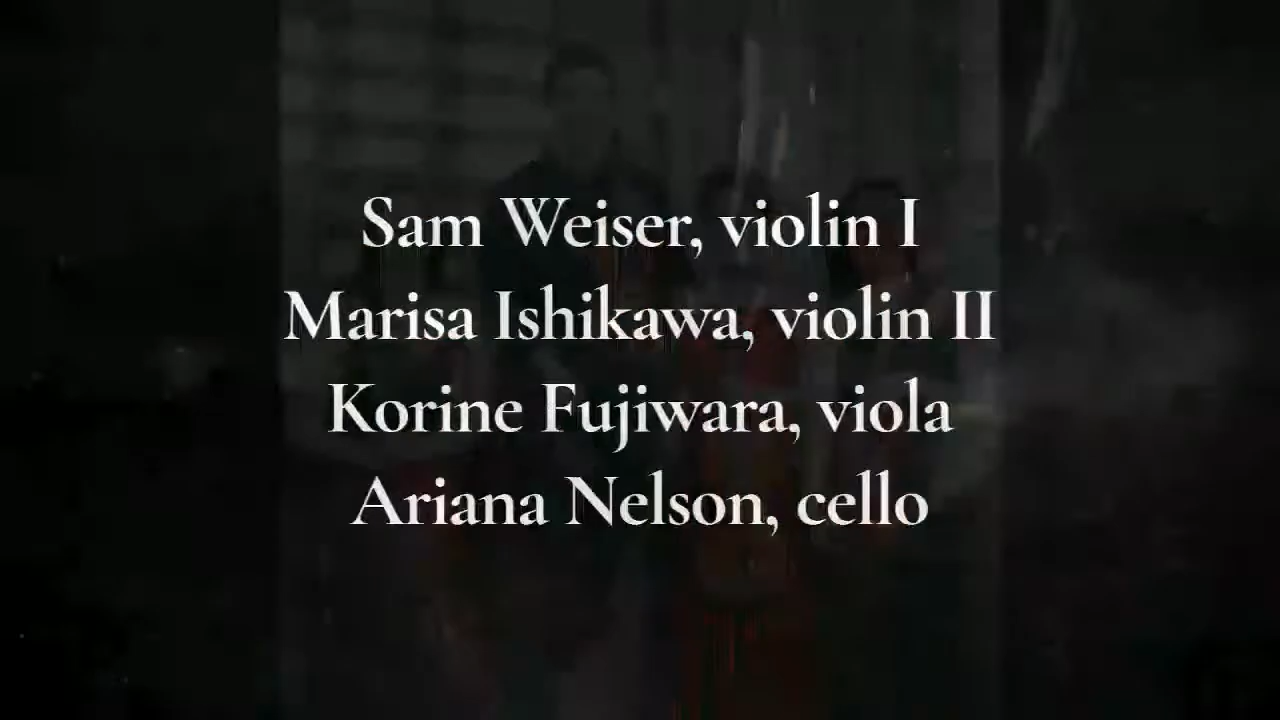 Sam Weiser, violin I
Marisa Ishikawa, violin II
Korine Fujiwara, viola
Ariana Nelson, cello